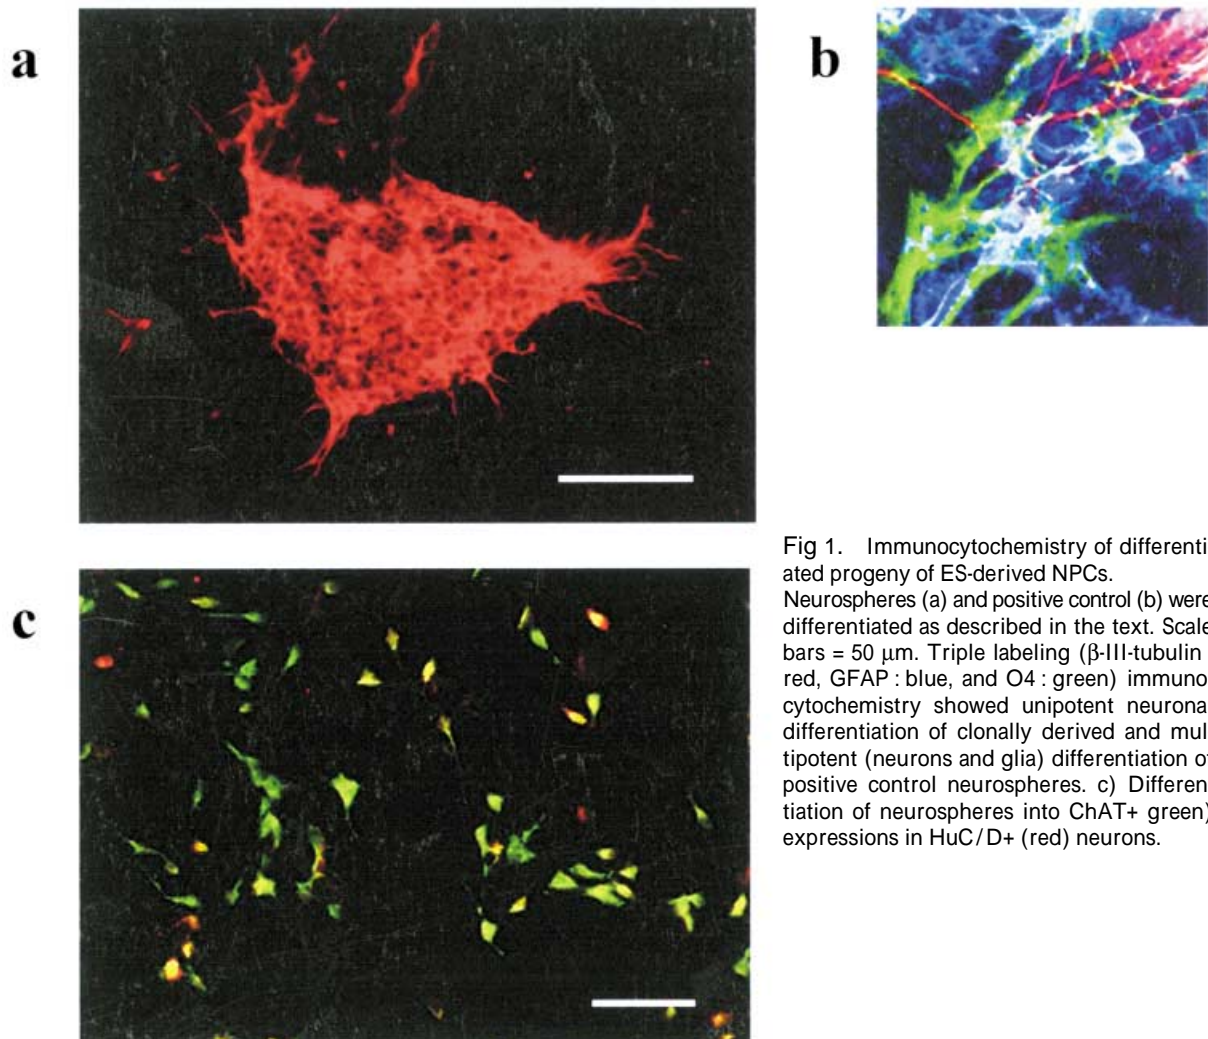 a
b
c
Fig 1. Immunocytochemistry of differenti
ated progeny of ES-derived NPCs.
Neurospheres (a) and positive control (b) were
differentiated as described in the text. Scale
bars = 50 μm. Triple labeling (β-III-tubulin
red, GFAP : blue, and O4 : green) immuno
cytochemistry showed unipotent neurona
differentiation of clonally derived and mul
tipotent (neurons and glia) differentiation of
positive control neurospheres. c) Differen
tiation of neurospheres into ChAT+ green)
expressions in HuC/D+ (red) neurons.